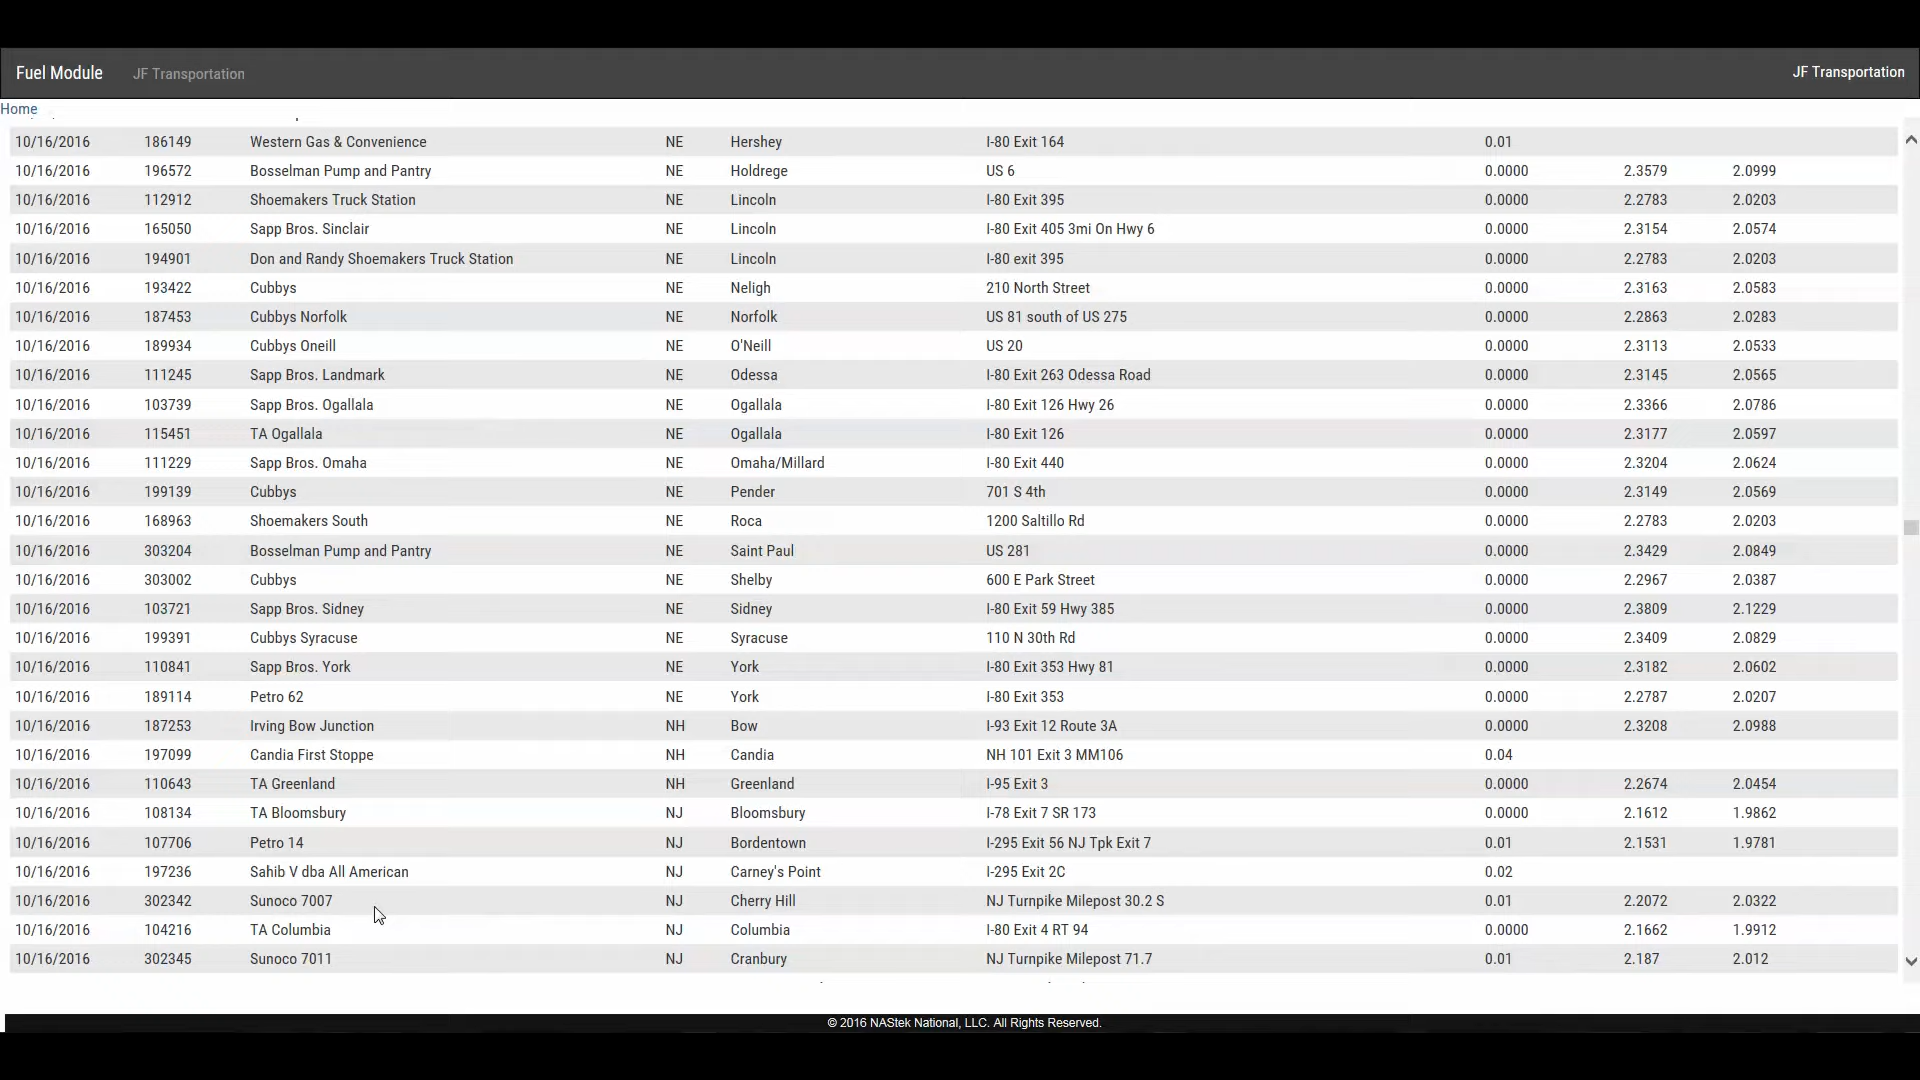 Fuel Module JF Transportation JF Transportation
Home
10/16/2016 186149 Western Gas & Convenience NE Hershey I-80 Exit 164 0.01
10/16/2016 196572 Bosselman Pump and Pantry NE Holdrege US 6 0.0000 2.3579 2.0999
10/16/2016 112912 Shoemakers Truck Station NE Lincoln I-80 Exit 395 0.0000 2.2783 2.0203
10/16/2016 165050 Sapp Bros. Sinclair NE Lincoln I-80 Exit 405 3mi On Hwy 6 0.0000 2.3154 2.0574
10/16/2016 194901 Don and Randy Shoemakers Truck Station NE Lincoln I-80 exit 395 0.0000 2.2783 2.0203
10/16/2016 193422 Cubbys NE Neligh 210 North Street 0.0000 2.3163 2.0583
10/16/2016 187453 Cubbys Norfolk NE Norfolk US 81 south of US 275 0.0000 2.2863 2.0283
10/16/2016 189934 Cubbys Oneill NE O'Neill US 20 0.0000 2.3113 2.0533
10/16/2016 111245 Sapp Bros. Landmark NE Odessa I-80 Exit 263 Odessa Road 0.0000 2.3145 2.0565
10/16/2016 103739 Sapp Bros. Ogallala NE Ogallala I-80 Exit 126 Hwy 26 0.0000 2.3366 2.0786
10/16/2016 115451 TA Ogallala NE Ogallala I-80 Exit 126 0.0000 2.3177 2.0597
10/16/2016 111229 Sapp Bros. Omaha NE Omaha/Millard I-80 Exit 440 0.0000 2.3204 2.0624
10/16/2016 199139 Cubbys NE Pender 701 S 4th 0.0000 2.3149 2.0569
10/16/2016 168963 Shoemakers South NE Roca 1200 Saltillo Rd 0.0000 2.2783 2.0203
10/16/2016 303204 Bosselman Pump and Pantry NE Saint Paul US 281 0.0000 2.3429 2.0849
10/16/2016 303002 Cubbys NE Shelby 600 E Park Street 0.0000 2.2967 2.0387
10/16/2016 103721 Sapp Bros. Sidney NE Sidney I-80 Exit 59 Hwy 385 0.0000 2.3809 2.1229
10/16/2016 199391 Cubbys Syracuse NE Syracuse 110 N 30th Rd 0.0000 2.3409 2.0829
10/16/2016 110841 Sapp Bros. York NE York I-80 Exit 353 Hwy 81 0.0000 2.3182 2.0602
10/16/2016 189114 Petro 62 NE York I-80 Exit 353 0.0000 2.2787 2.0207
10/16/2016 187253 Irving Bow Junction NH Bow I-93 Exit 12 Route 3A 0.0000 2.3208 2.0988
10/16/2016 197099 Candia First Stoppe NH Candia NH 101 Exit 3 MM106 0.04
10/16/2016 110643 TA Greenland NH Greenland I-95 Exit 3 0.0000 2.2674 2.0454
10/16/2016 108134 TA Bloomsbury NJ Bloomsbury I-78 Exit 7 SR 173 0.0000 2.1612 1.9862
10/16/2016 107706 Petro 14 NJ Bordentown I-295 Exit 56 NJ Tpk Exit 7 0.01 2.1531 1.9781
10/16/2016 197236 Sahib V dba All American NJ Carney's Point I-295 Exit 2C 0.02
10/16/2016 302342 Sunoco 7007 NJ Cherry Hill NJ Turnpike Milepost 30.2 S 0.01 2.2072 2.0322
10/16/2016 104216 TA Columbia NJ Columbia I-80 Exit 4 RT 94 0.0000 2.1662 1.9912
10/16/2016 302345 Sunoco 7011 NJ Cranbury NJ Turnpike Milepost 71.7 0.01 2.187 2.012
© 2016 NAStek National, LLC. All Rights Reserved.